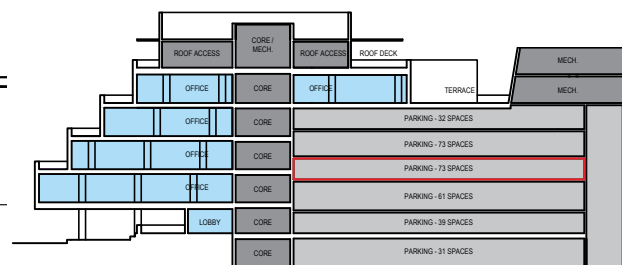 CORE /
MECH.
ROOF ACCESS
ROOF ACCESS
ROOF DECK
MECH.
OFFICE
CORE
OFFICE
TERRACE
MECH.
OFFICE
CORE
PARKING - 32 SPACES
OFFICE
CORE
PARKING - 73 SPACES
PARKING - 73 SPACES
OFFICE
CORE
PARKING - 61 SPACES
LOBBY
CORE
PARKING - 39 SPACES
CORE
PARKING - 31 SPACES